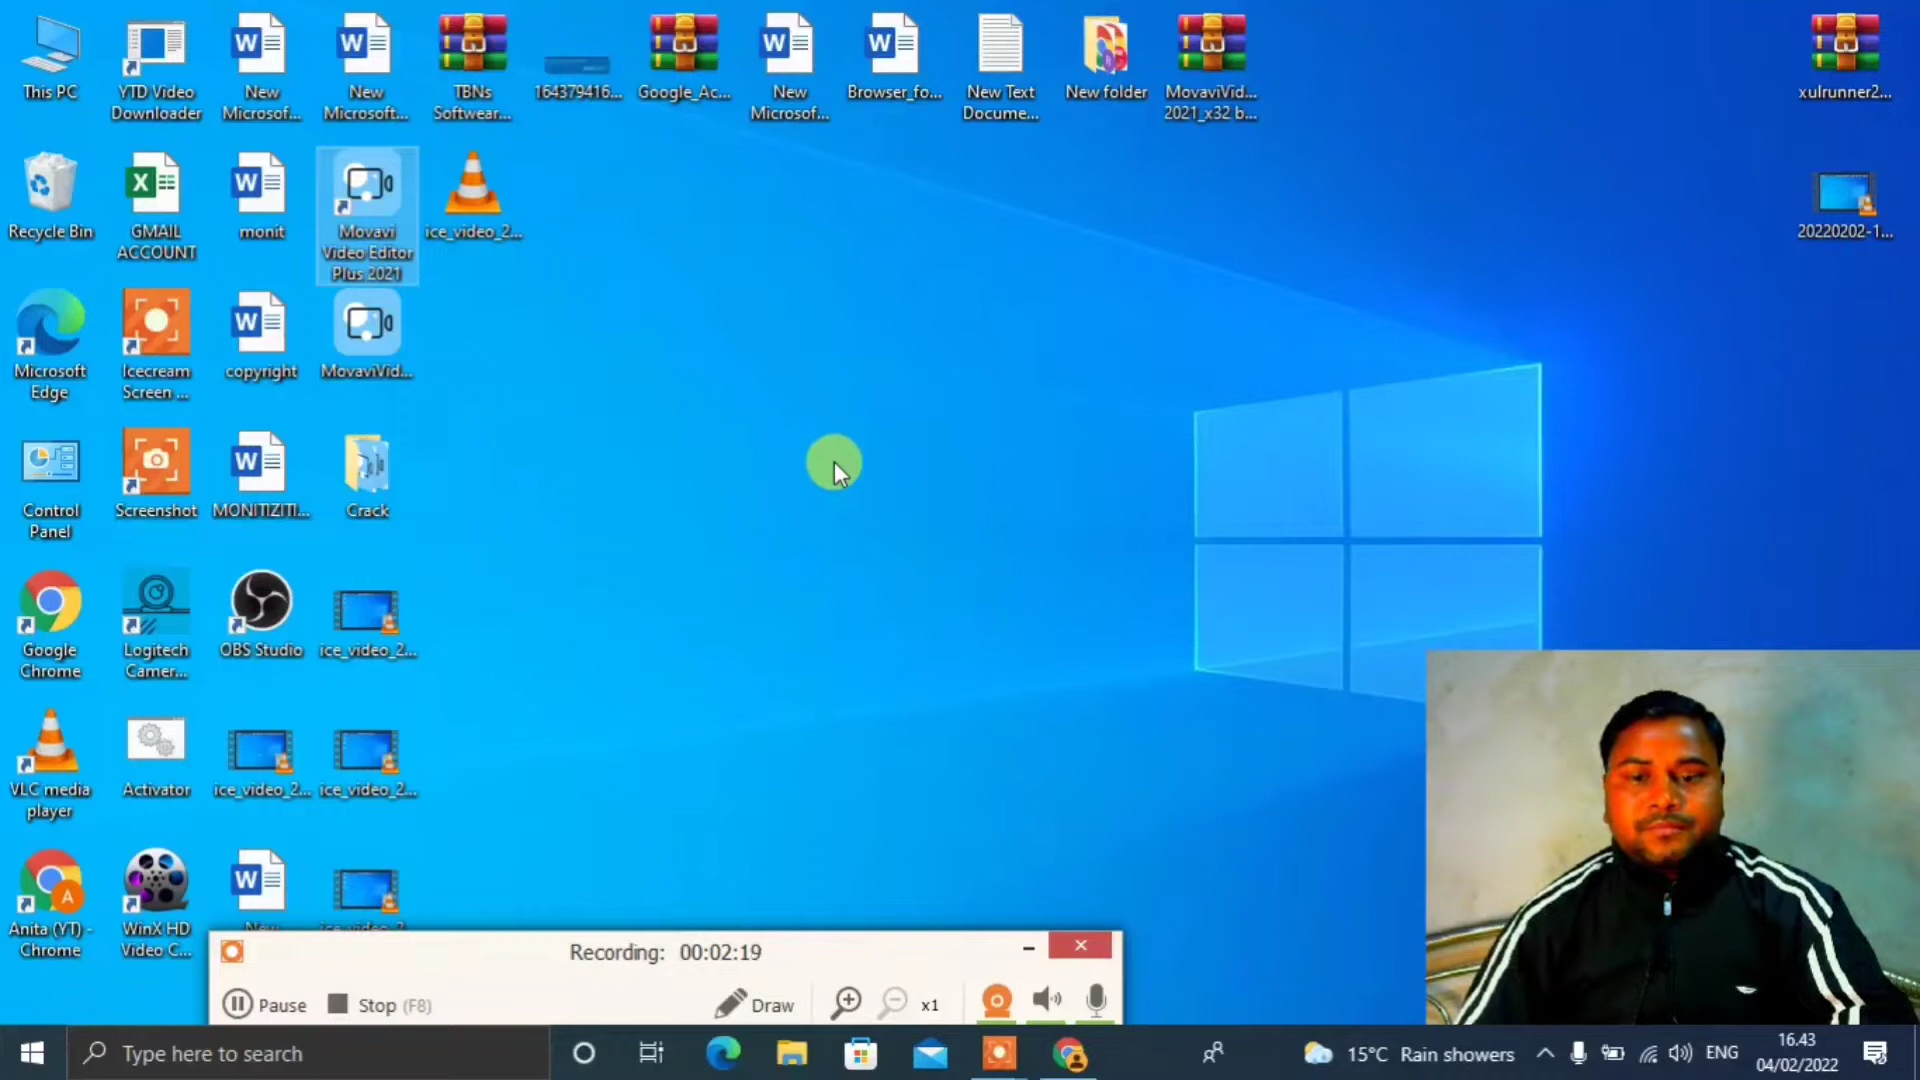 This PC
YTD Video
Downloader
New
Microsof...
New
Microsoft...
TBNs
Softwear...
164379416...
Google_Ac...
New
Microsof...
Browser_fo...
New Text
Docume...
New folder
MovaviVid...
2021_x32 b...
xulrunner2...
Recycle Bin
GMAIL
ACCOUNT
monit
Movavi
Video Editor
Plus 2021
ice_video_2...
20220202-1...
Microsoft
Edge
Icecream
Screen ...
copyright
MovaviVid...
Control
Panel
Screenshot
MONITIZITI...
Crack
Google
Chrome
Logitech
Camer...
OBS Studio
ice_video_2...
VLC media
player
Activator
ice_video_2...
ice_video_2...
Anita (YT) -
Chrome
WinX HD
Video C...
New
ice_video_2
Recording: 00:02:19
Pause
Stop (F8)
Draw
x1
Type here to search
15°C Rain showers
ENG
16.43
04/02/2022